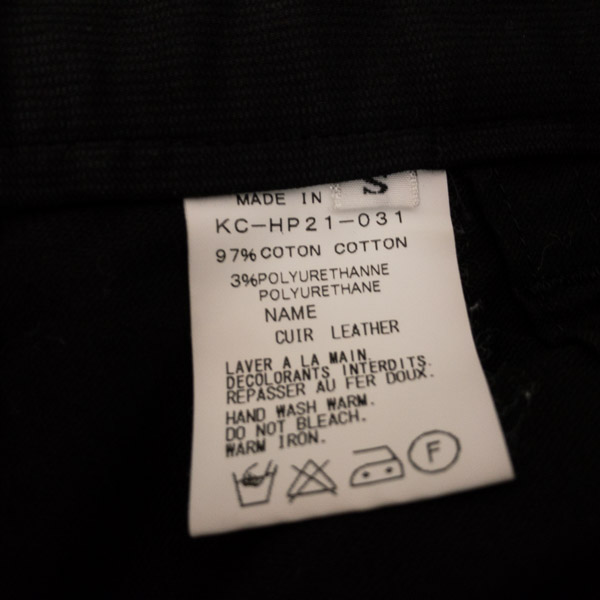 S
MADE IN
KC-HP21-031
97% COTON COTTON
3%POLYURETHANNE
POLYURETHANE
NAME
CUIR LEATHER
LAVER A LA MAIN.
DECOLORANTS INTERDITS.
REPASSER AU FER DOUX.
HAND WASH WARM.
DO NOT BLEACH.
WARM IRON.
F